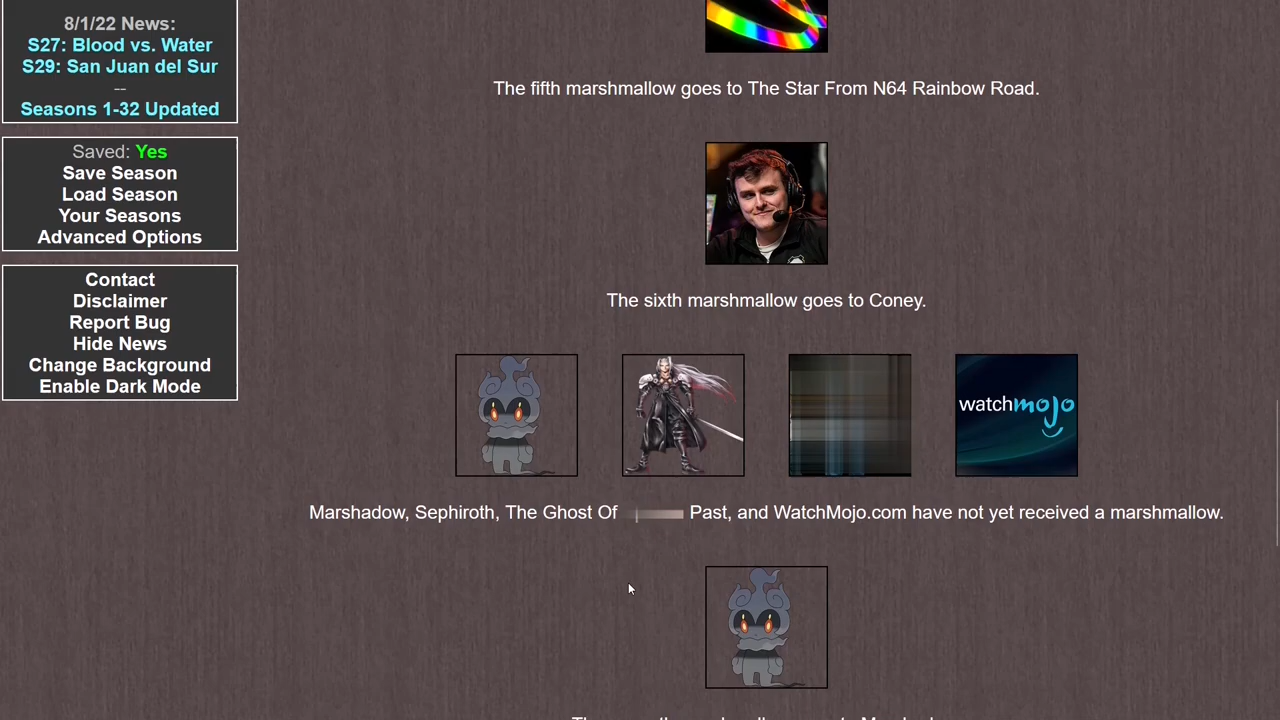 8/1/22 News:
S27: Blood vs. Water
S29: San Juan del Sur
--
Seasons 1-32 Updated
Saved: Yes
Save Season
Load Season
Your Seasons
Advanced Options
Contact
Disclaimer
Report Bug
Hide News
Change Background
Enable Dark Mode
The fifth marshmallow goes to The Star From N64 Rainbow Road.
The sixth marshmallow goes to Coney.
watchmojo
Marshadow, Sephiroth, The Ghost Of Past, and WatchMojo.com have not yet received a marshmallow.